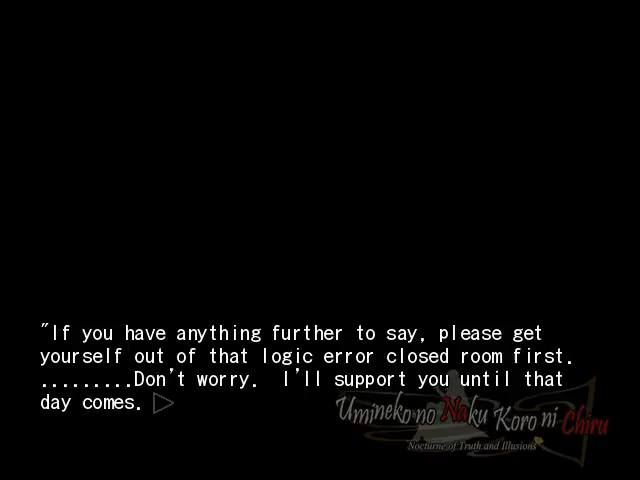 "If you have anything further to say, please get
yourself out of that logic error closed room first.
.........Don't worry.  I'll support you until that
day comes.
Umineko no Naku Koro ni Chiru
Nocturne of Truth and Illusions